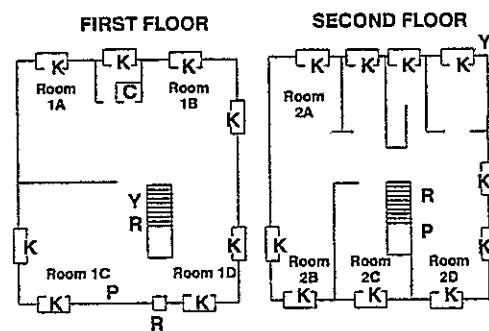 FIRST FLOOR
K K K
Room 1A
C
Room 1B
K
Y
R
K K
Room 1C
P
Room 1D
K K
R
SECOND FLOOR
Y
K K K K
Room 2A
K
R
P
K K
Room 2B
Room 2C
Room 2D
K K K